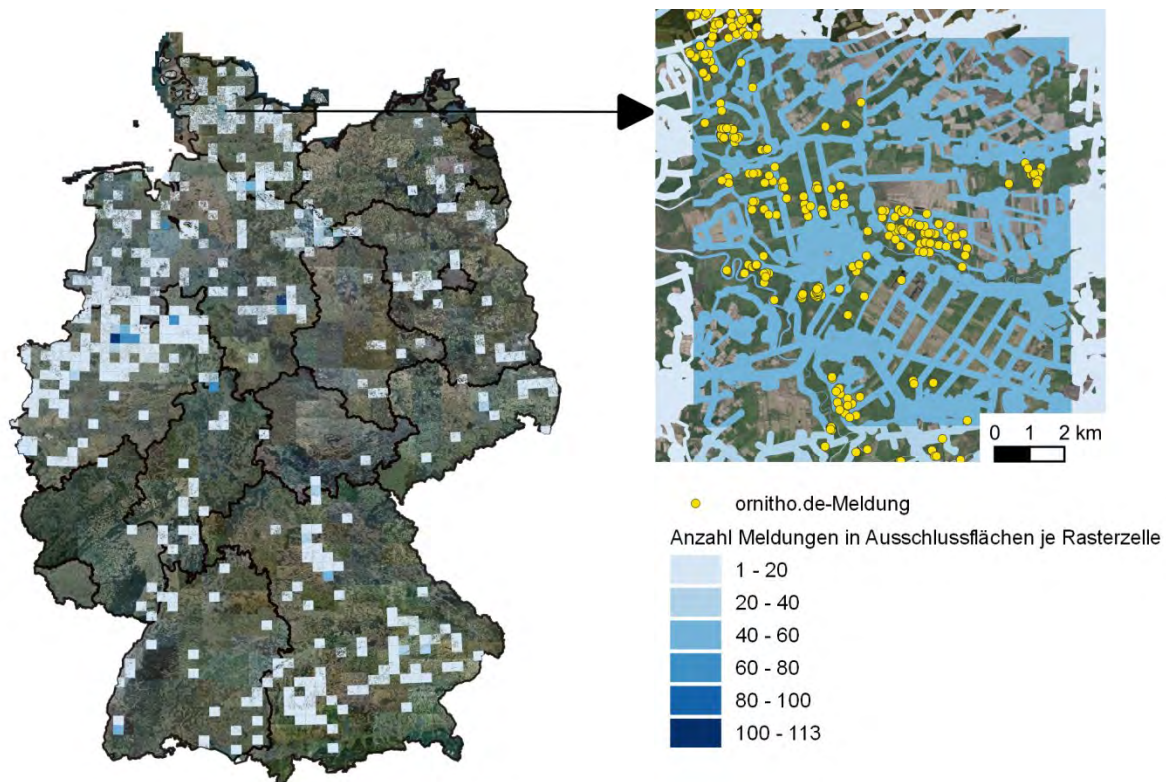 0 1 2 km
ornitho.de-Meldung
Anzahl Meldungen in Ausschlussflächen je Rasterzelle
1 - 20
20 - 40
40 - 60
60 - 80
80 - 100
100 - 113